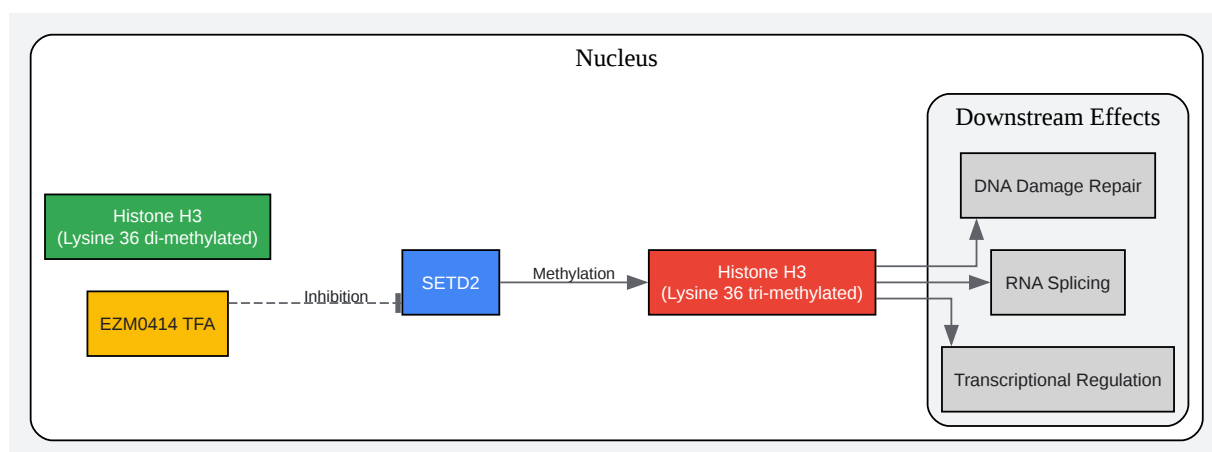 Nucleus
Downstream Effects
DNA Damage Repair
Histone H3
(Lysine 36 di-methylated)
EZM0414 TFA
Inhibition
SETD2
Methylation
Histone H3
(Lysine 36 tri-methylated)
RNA Splicing
Transcriptional Regulation